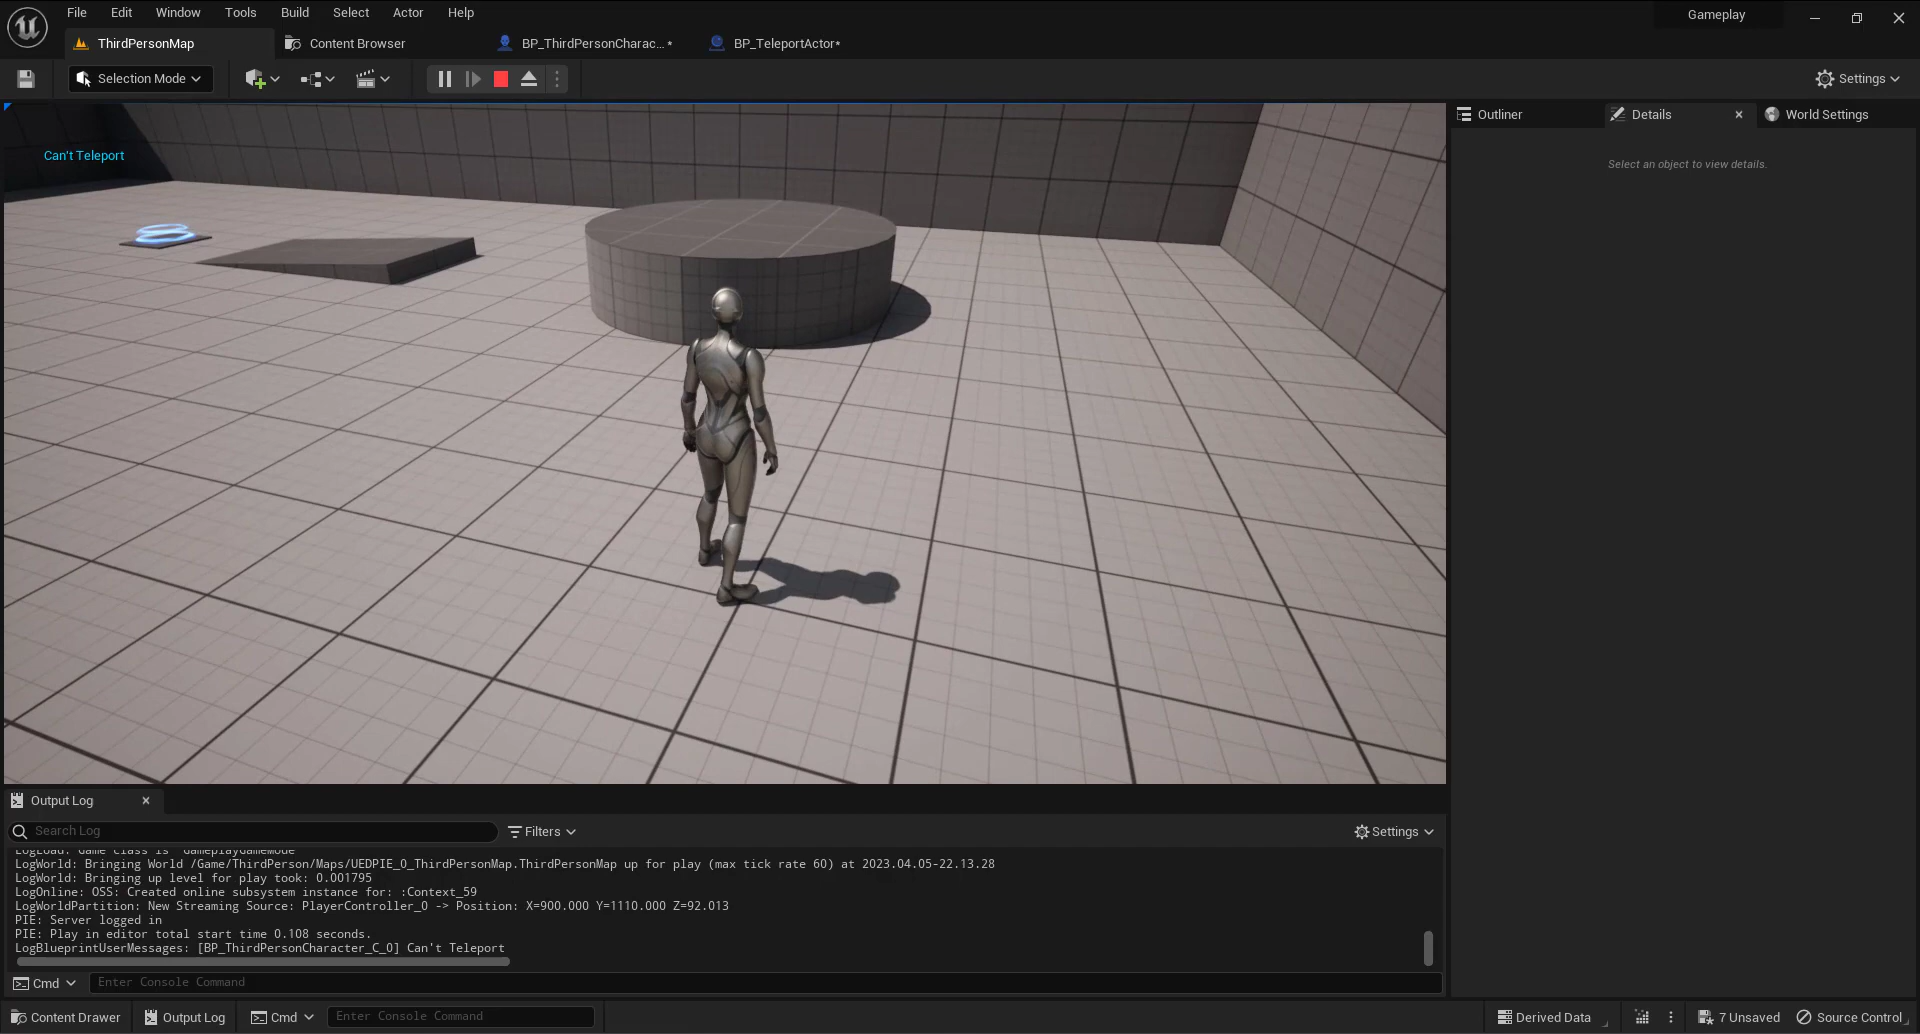 File Edit Window Tools Build Select Actor Help Gameplay
ThirdPersonMap Content Browser BP_ThirdPersonCharac...* BP_TeleportActor*
Selection Mode Settings
Can't Teleport
Outliner Details World Settings
Select an object to view details.
Output Log
Search Log Filters Settings
LogLoad: Game class is 'GameplayGameMode'
LogWorld: Bringing World /Game/ThirdPerson/Maps/UEDPIE_0_ThirdPersonMap.ThirdPersonMap up for play (max tick rate 60) at 2023.04.05-22.13.28
LogWorld: Bringing up level for play took: 0.001795
LogOnline: OSS: Created online subsystem instance for: :Context_59
LogWorldPartition: New Streaming Source: PlayerController_0 -> Position: X=900.000 Y=1110.000 Z=92.013
PIE: Server logged in
PIE: Play in editor total start time 0.108 seconds.
LogBlueprintUserMessages: [BP_ThirdPersonCharacter_C_0] Can't Teleport
Cmd Enter Console Command
Content Drawer Output Log Cmd Enter Console Command Derived Data 7 Unsaved Source Control